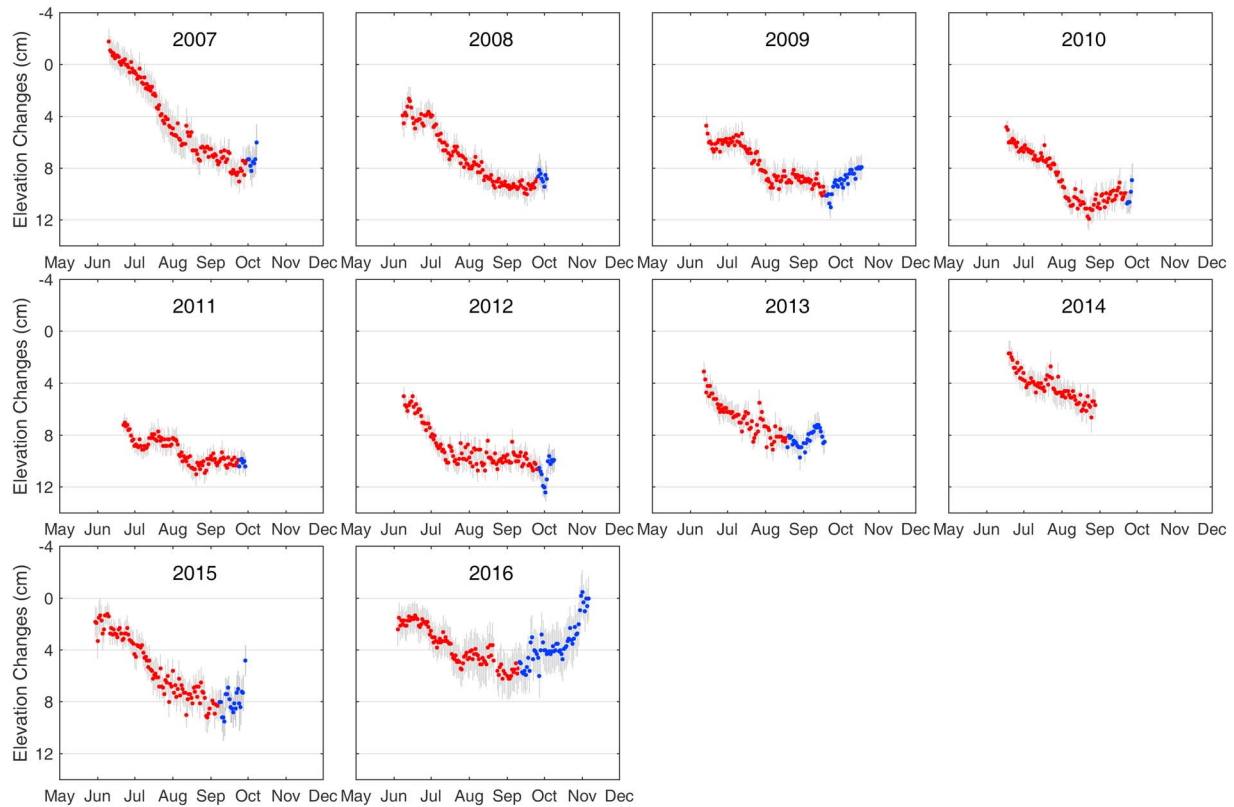 -4
0
4
8
12
Elevation Changes (cm)
2007
2008
2009
2010
May Jun Jul Aug Sep Oct Nov Dec
May Jun Jul Aug Sep Oct Nov Dec
May Jun Jul Aug Sep Oct Nov Dec
May Jun Jul Aug Sep Oct Nov Dec
-4
0
4
8
12
Elevation Changes (cm)
2011
2012
2013
2014
May Jun Jul Aug Sep Oct Nov Dec
May Jun Jul Aug Sep Oct Nov Dec
May Jun Jul Aug Sep Oct Nov Dec
May Jun Jul Aug Sep Oct Nov Dec
-4
0
4
8
12
Elevation Changes (cm)
2015
2016
May Jun Jul Aug Sep Oct Nov Dec
May Jun Jul Aug Sep Oct Nov Dec